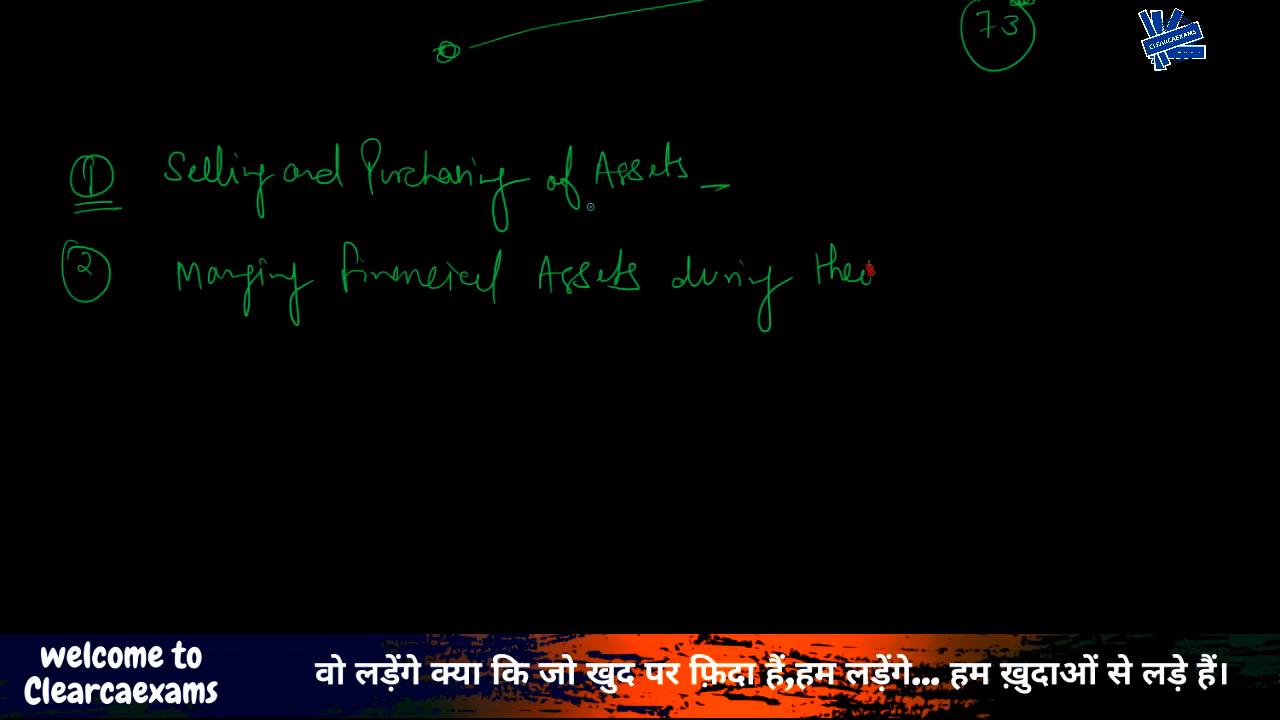 73
CLEARCAEXAMS
① Selling and Purchasing of Assets -
② Manging financial Assets during thei
welcome to
Clearcaexams
वो लड़ेंगे क्या कि जो खुद पर फ़िदा हैं,हम लड़ेंगे... हम ख़ुदाओं से लड़े हैं।